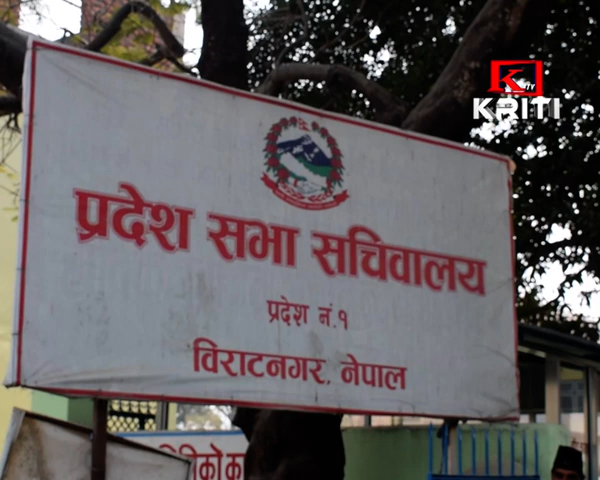 KRITI
प्रदेश सभा सचिवालय
प्रदेश नं.१
विराटनगर, नेपाल